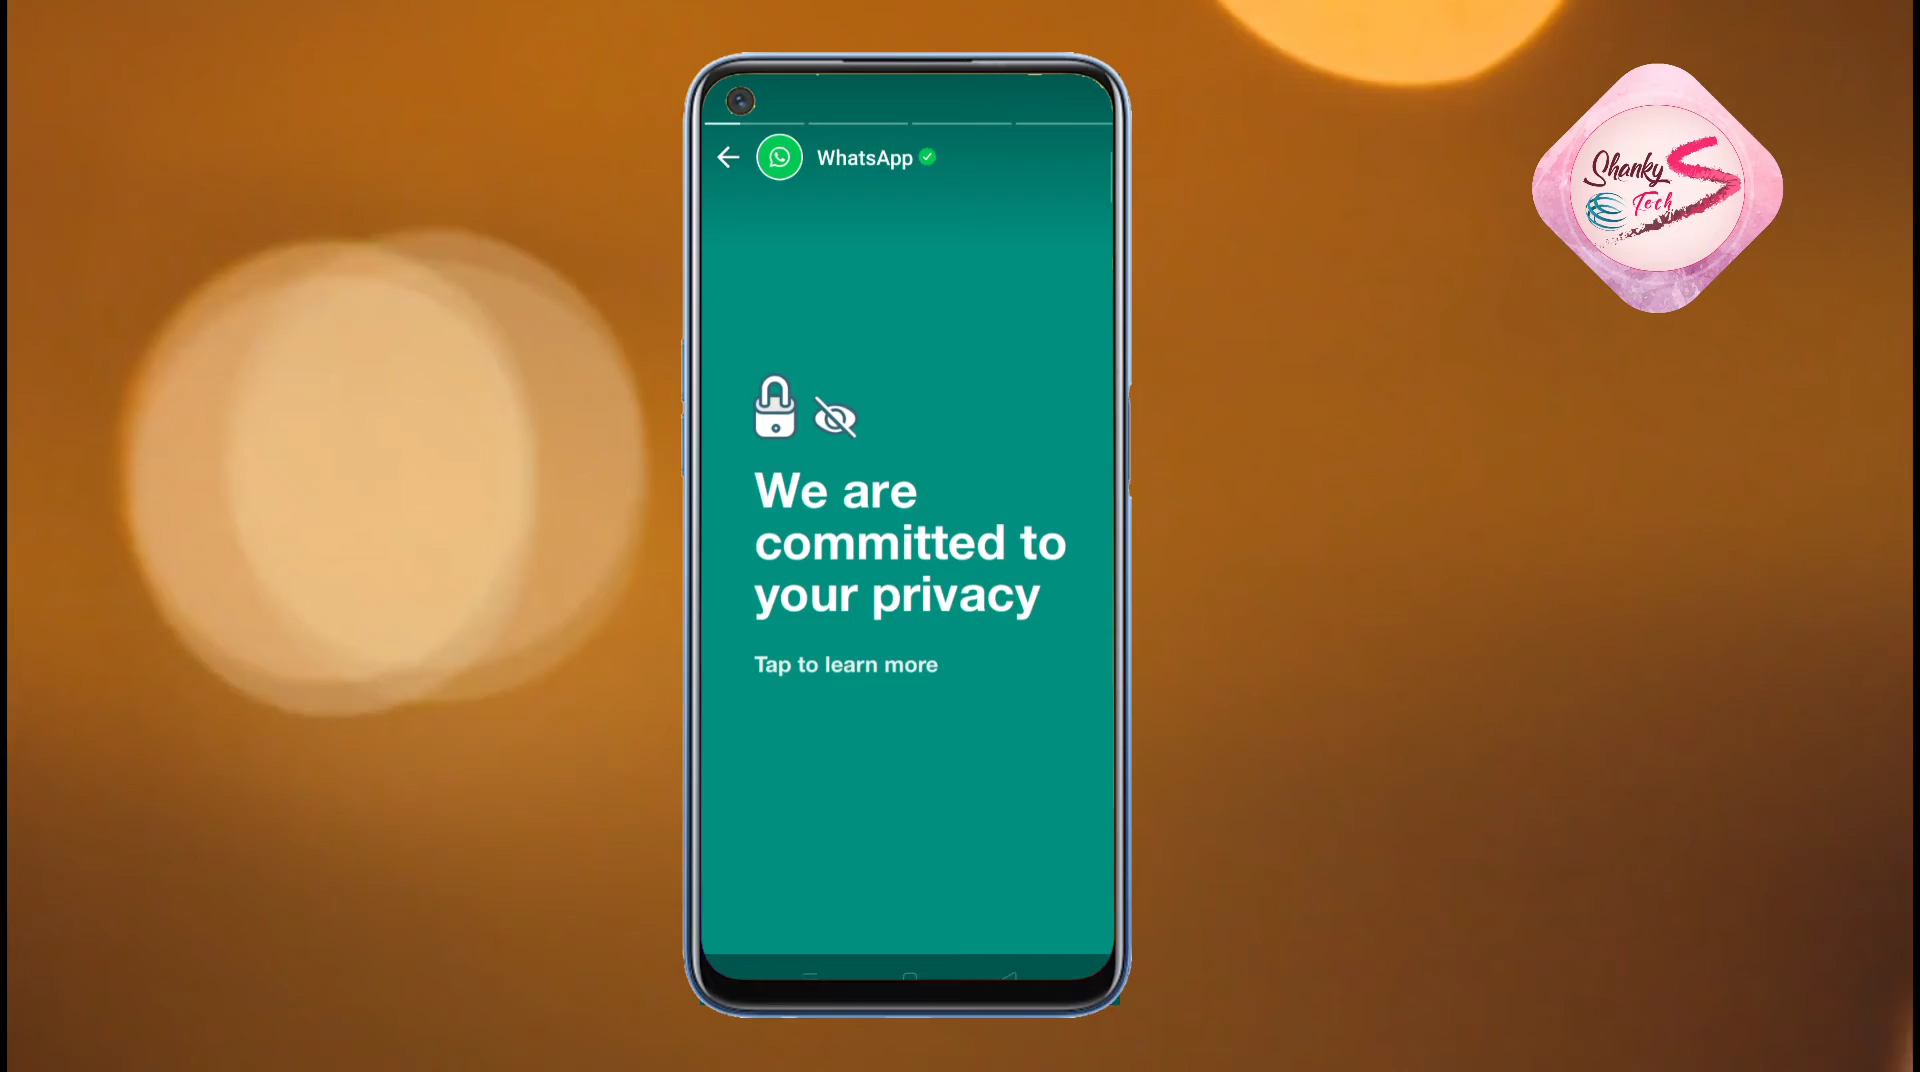 WhatsApp
We are
committed to
your privacy
Tap to learn more
Shanky
Tech